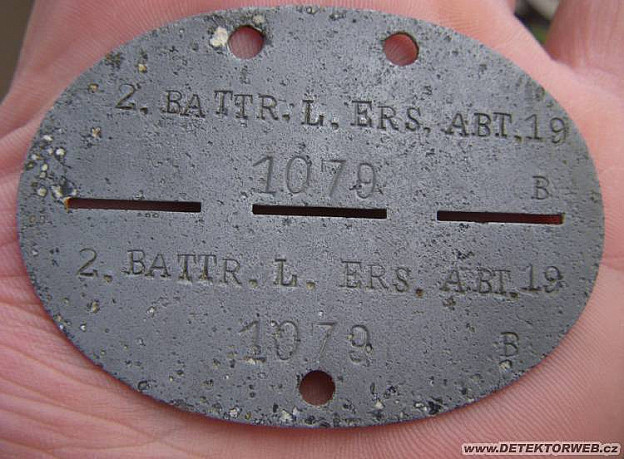 2. BATTR. L. ERS. ABT. 19
1079 B
2. BATTR. L. ERS. ABT. 19
1079 B
www.DETEKTORWEB.cz